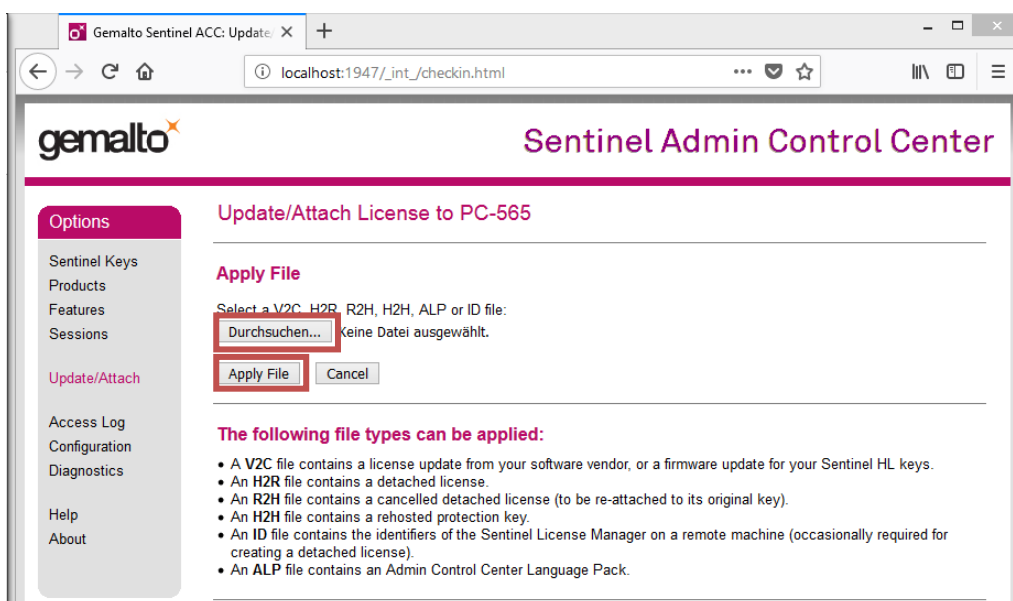 Gemalto Sentinel ACC: Update/
localhost:1947/_int_/checkin.html
gemalto
Sentinel Admin Control Center
Options
Sentinel Keys
Products
Features
Sessions
Update/Attach
Access Log
Configuration
Diagnostics
Help
About
Update/Attach License to PC-565
Apply File
Select a V2C, H2R, R2H, H2H, ALP or ID file:
Durchsuchen... Keine Datei ausgewählt.
Apply File Cancel
The following file types can be applied:
• A V2C file contains a license update from your software vendor, or a firmware update for your Sentinel HL keys.
• An H2R file contains a detached license.
• An R2H file contains a cancelled detached license (to be re-attached to its original key).
• An H2H file contains a rehosted protection key.
• An ID file contains the identifiers of the Sentinel License Manager on a remote machine (occasionally required for
creating a detached license).
• An ALP file contains an Admin Control Center Language Pack.